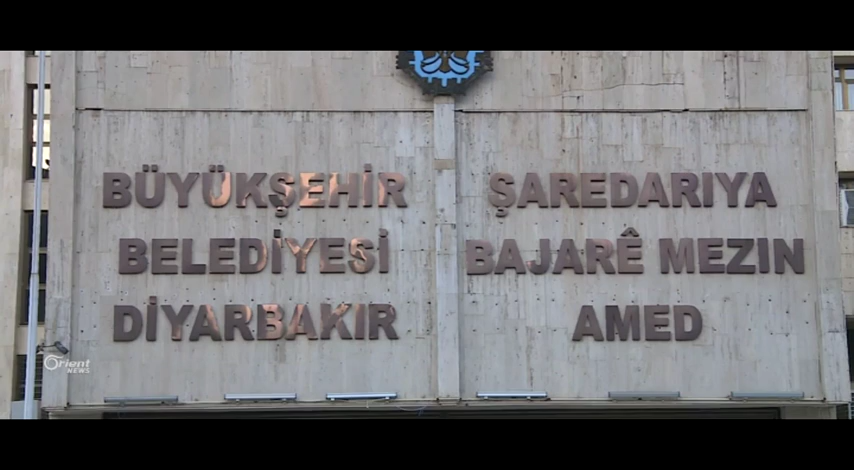 BÜYÜKŞEHİR
BELEDİYESİ
DİYARBAKIR
ŞAREDARIYA
BAJARÊ MEZIN
AMED
Orient
NEWS